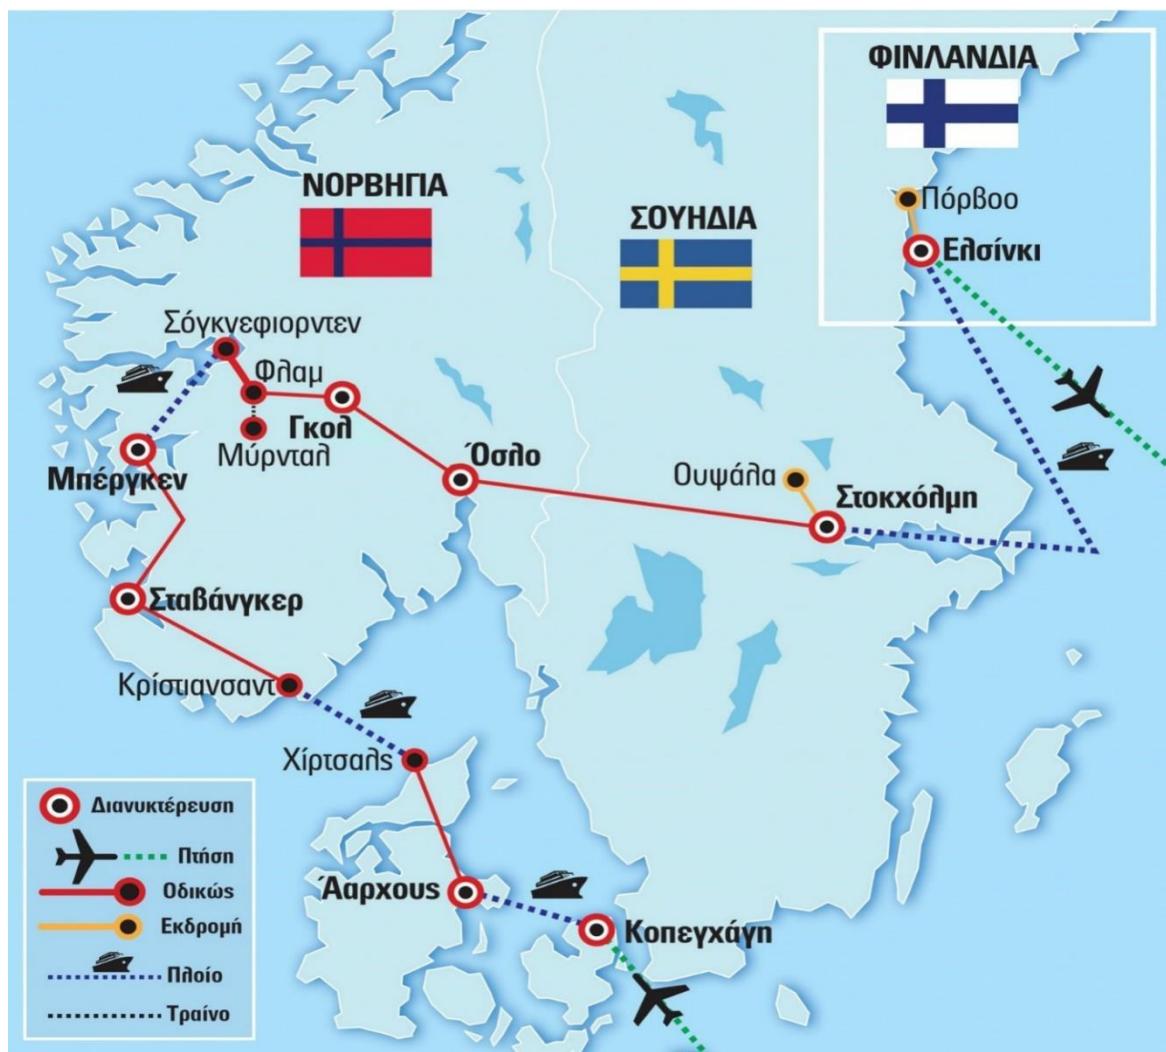 ΦΙΝΛΑΝΔΙΑ
ΝΟΡΒΗΓΙΑ
ΣΟΥΗΔΙΑ
Πόρβοο
Ελσίνκι
Σόγκνεφιορντεν
Φλαμ
Γκολ
Μύρνταλ
Μπέργκεν
Όσλο
Ουψάλα
Στοκχόλμη
Σταβάνγκερ
Κρίστιανσαντ
Χίρτσαλς
Άαρχους
Κοπεγχάγη
Διανυκτέρευση
Πτήση
Οδικώς
Εκδρομή
Πλοίο
Τραίνο